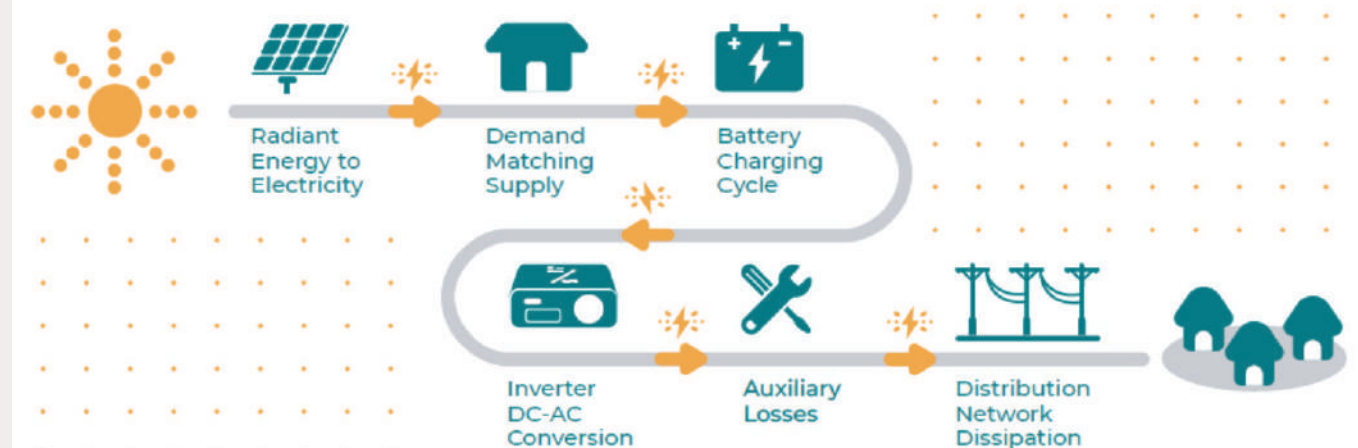 Radiant
Energy to
Electricity
Demand
Matching
Supply
Battery
Charging
Cycle
Inverter
DC-AC
Conversion
Auxiliary
Losses
Distribution
Network
Dissipation